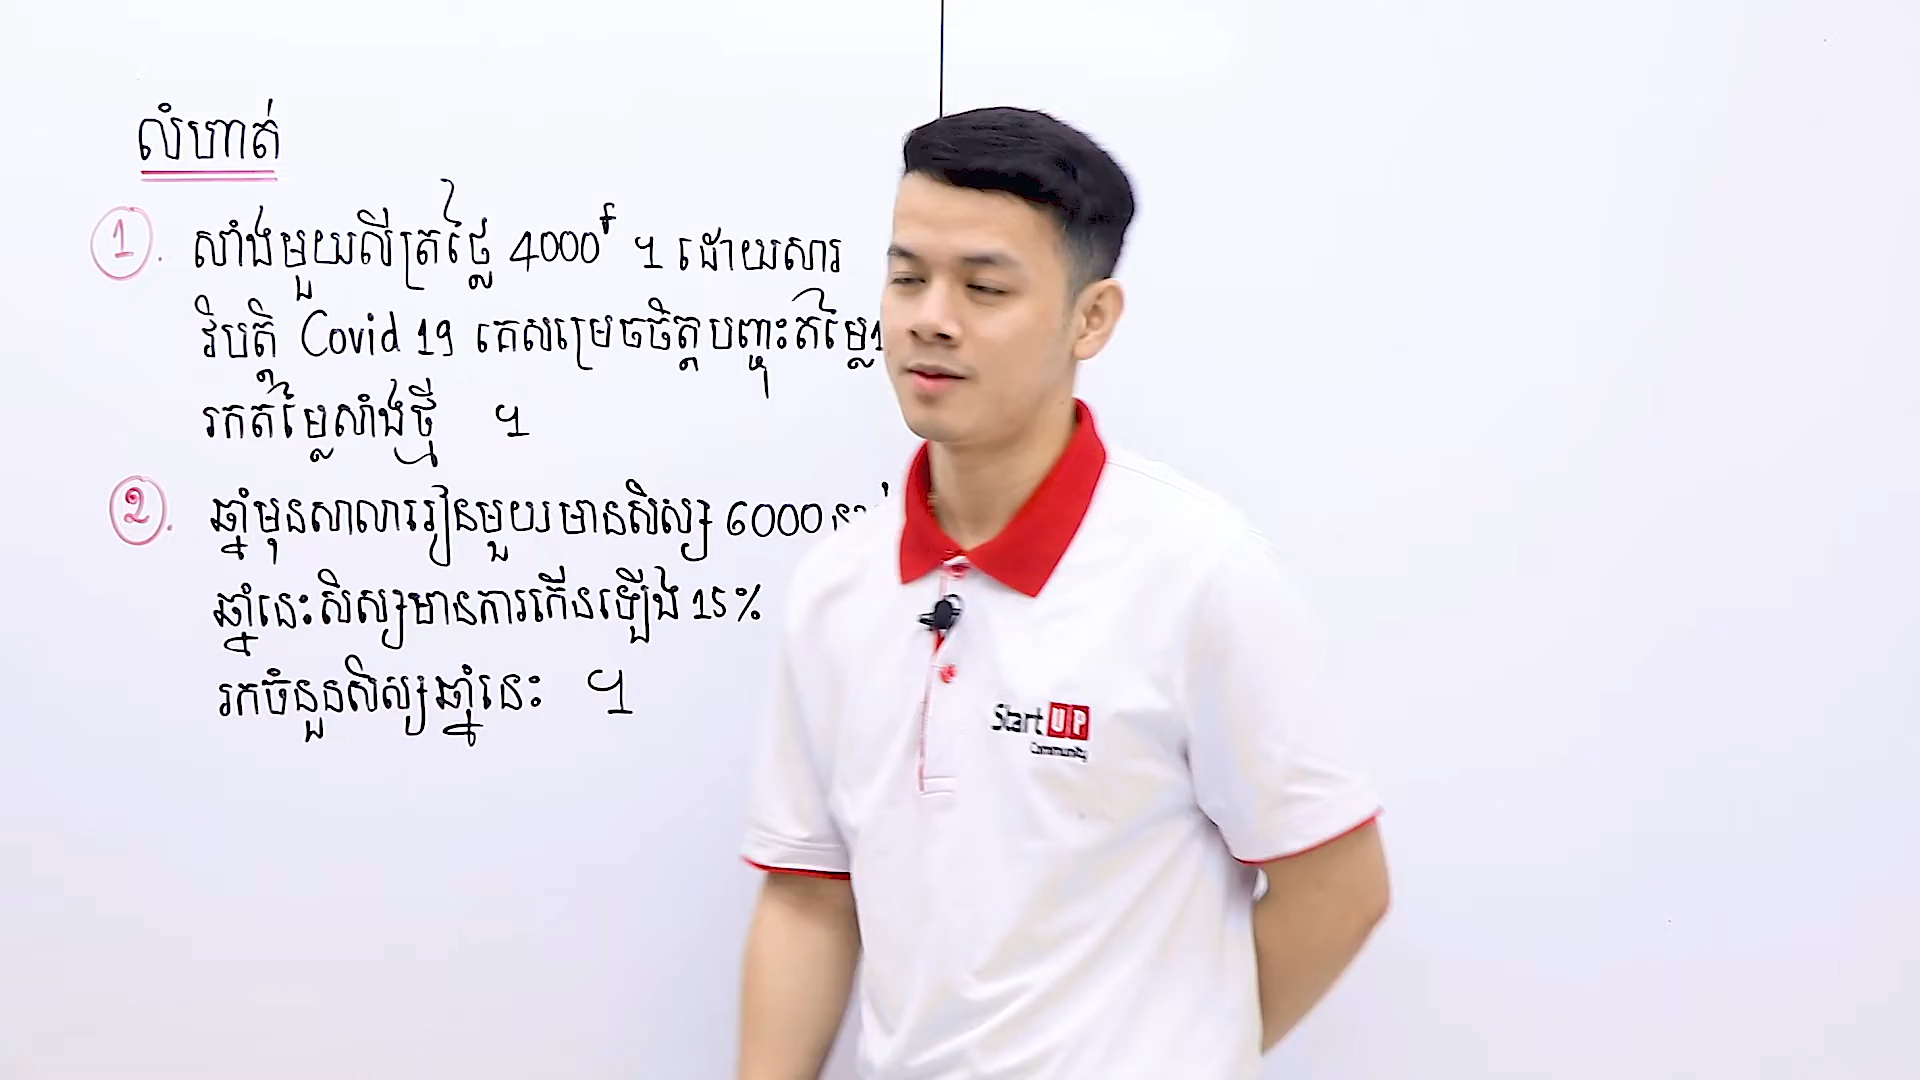 លំហាត់
1. សាំងមួយលីត្រថ្លៃ 4000៛ ។ ដោយសារ
វិបត្តិ Covid 19 គេសម្រេចចិត្តបញ្ចុះតម្លៃ
រកតម្លៃសាំងថ្មី ។
2. ឆ្នាំមុនសាលារៀនមួយមានសិស្ស 6000
ឆ្នាំនេះសិស្សមានការកើនឡើង 15%
រកចំនួនសិស្សឆ្នាំនេះ ។
StartUP
Community